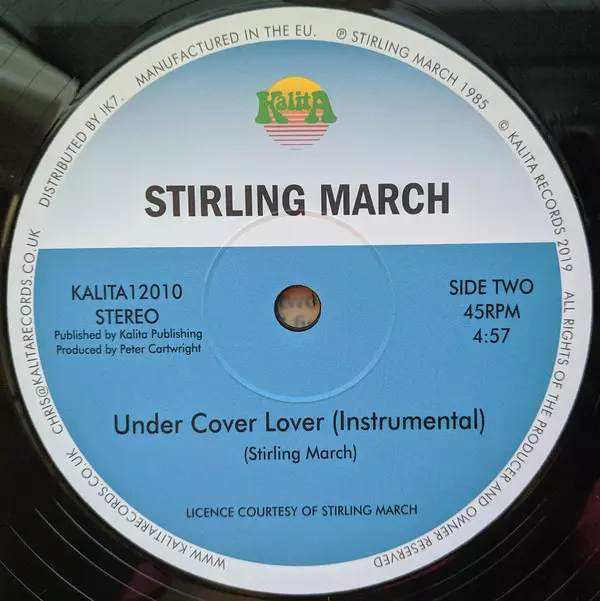 WWW.KALITARECORDS.CO.UK CHRIS@KALITARECORDS.CO.UK DISTRIBUTED BY !K7. MANUFACTURED IN THE EU. ℗ STIRLING MARCH 1985 © KALITA RECORDS 2019 ALL RIGHTS OF THE PRODUCER AND OWNER RESERVED
KalitA
STIRLING MARCH
KALITA12010
STEREO
Published by Kalita Publishing
Produced by Peter Cartwright
SIDE TWO
45RPM
4:57
Under Cover Lover (Instrumental)
(Stirling March)
LICENCE COURTESY OF STIRLING MARCH